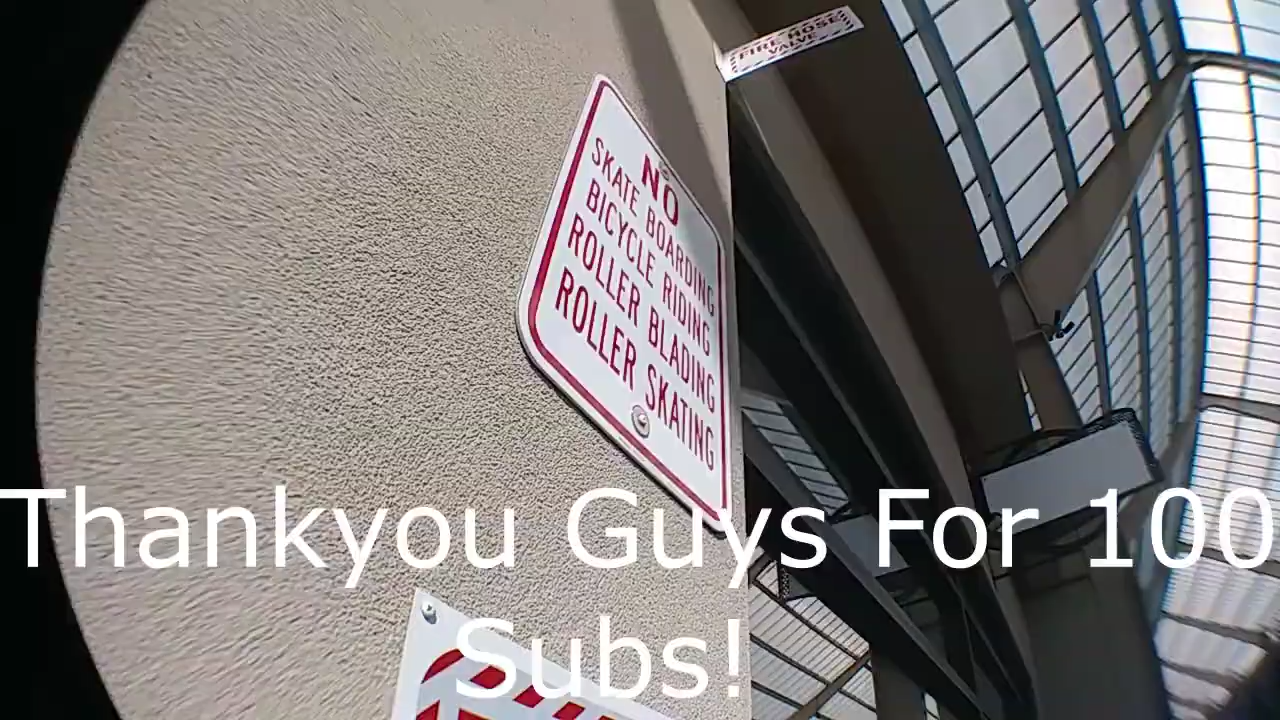 FIRE HOSE
VALVE
NO
SKATE BOARDING
BICYCLE RIDING
ROLLER BLADING
ROLLER SKATING
Thankyou Guys For 100
Subs!